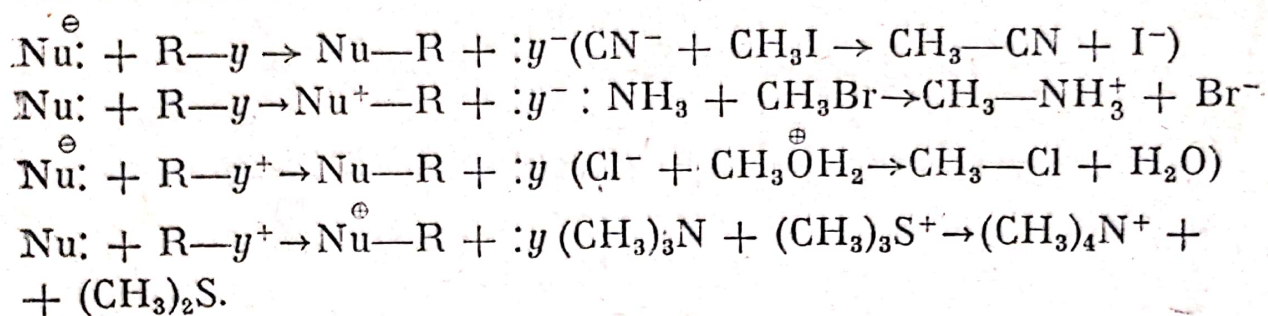 Nu:⊖ + R—y → Nu—R + :y⁻(CN⁻ + CH₃I → CH₃—CN + I⁻)
Nu: + R—y→Nu⁺—R + :y⁻ : NH₃ + CH₃Br→CH₃—NH₃⁺ + Br⁻
Nu:⊖ + R—y⁺→Nu—R + :y (Cl⁻ + CH₃O⊕H₂→CH₃—Cl + H₂O)
Nu: + R—y⁺→Nu⊕—R + :y (CH₃)₃N + (CH₃)₃S⁺→(CH₃)₄N⁺ +
+ (CH₃)₂S.